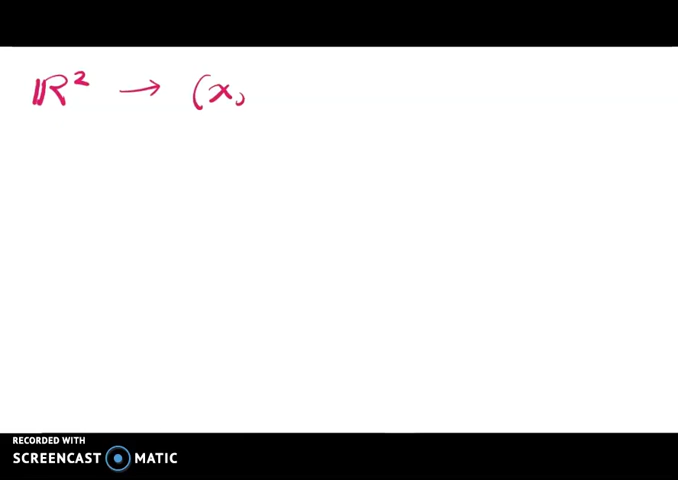 ℝ² → (x,
RECORDED WITH
SCREENCAST MATIC